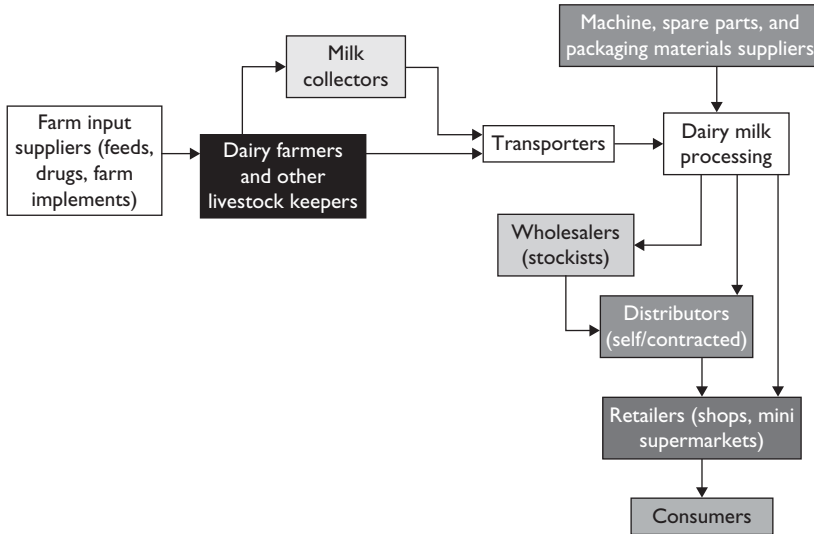 Machine, spare parts, and
packaging materials suppliers
Milk
collectors
Farm input
suppliers (feeds,
drugs, farm
implements)
Dairy farmers
and other
livestock keepers
Transporters
Dairy milk
processing
Wholesalers
(stockists)
Distributors
(self/contracted)
Retailers (shops, mini
supermarkets)
Consumers